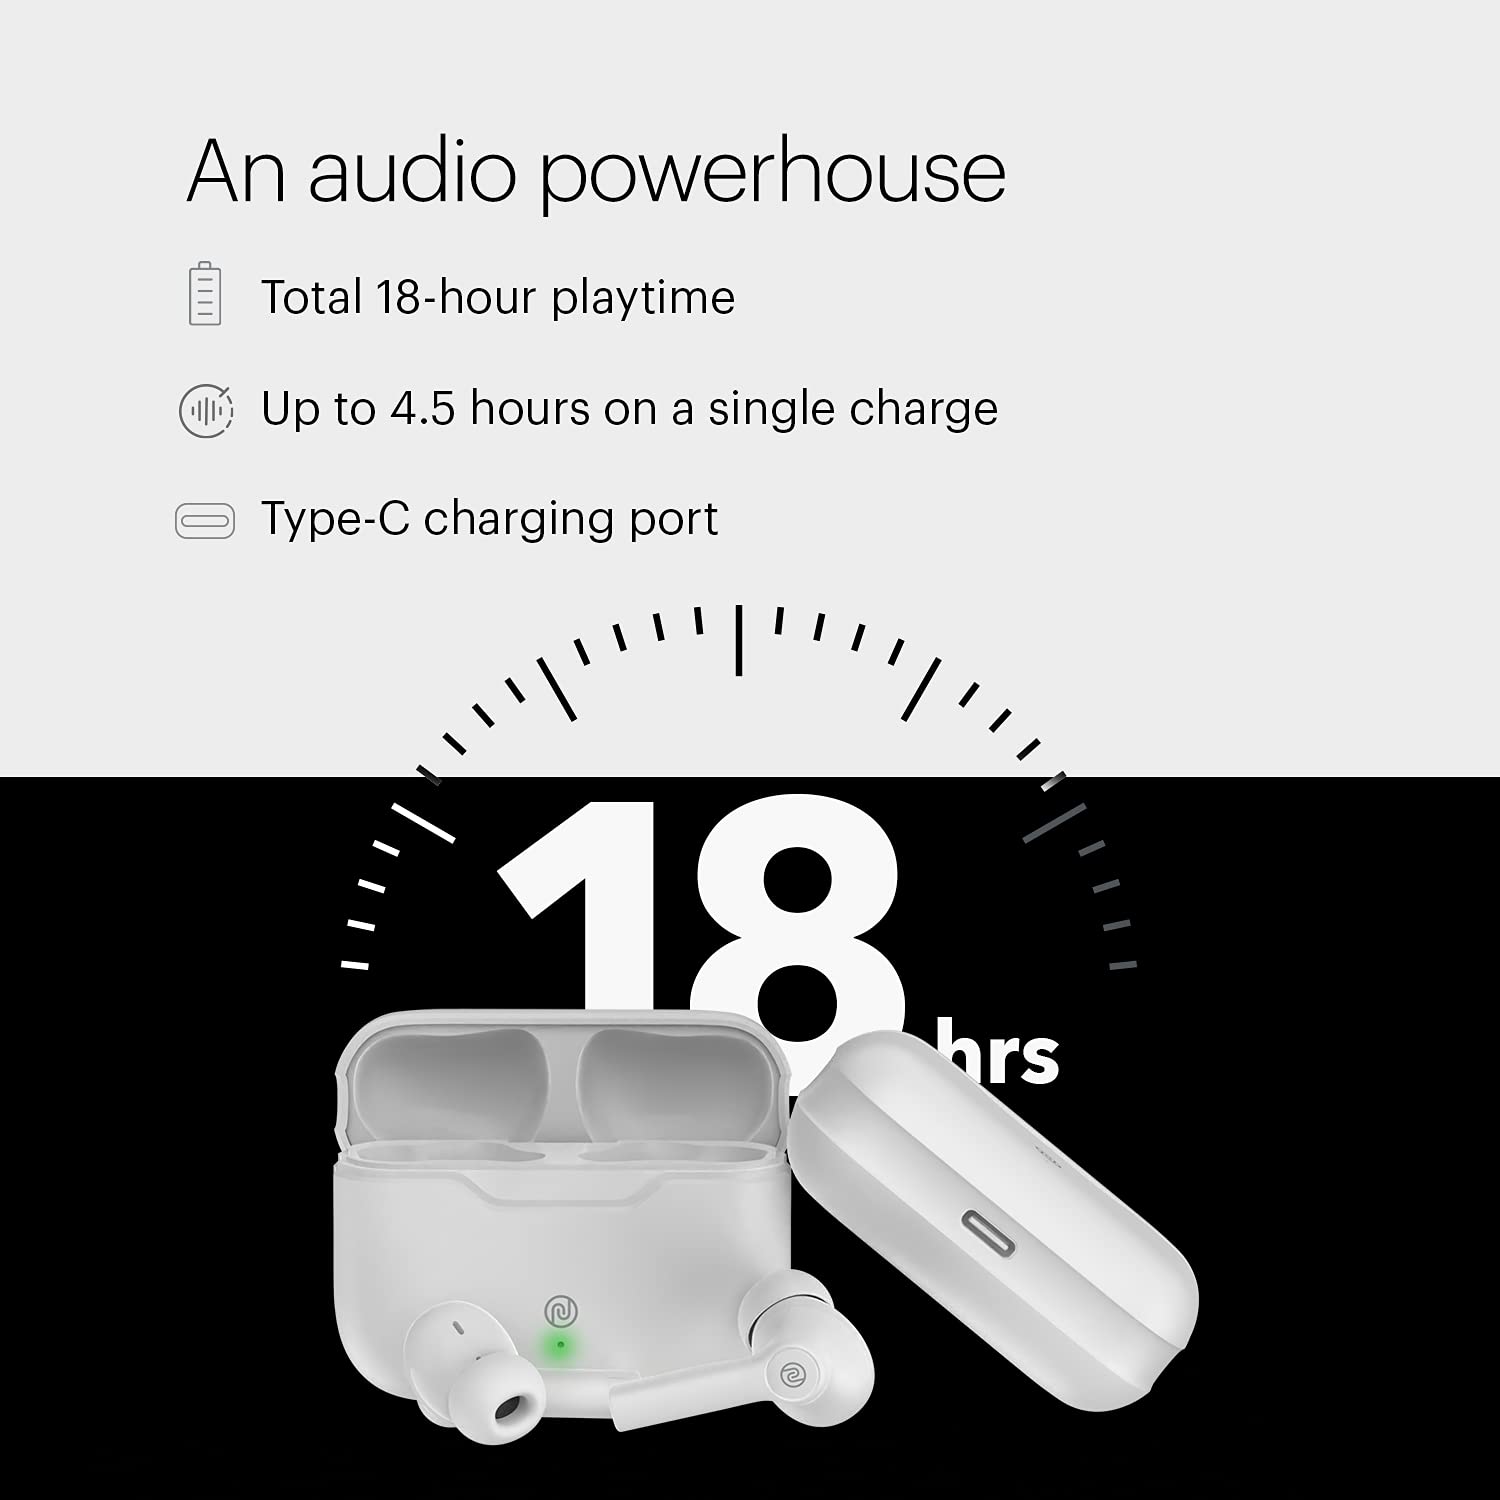 An audio powerhouse
Total 18-hour playtime
Up to 4.5 hours on a single charge
Type-C charging port
18
hrs